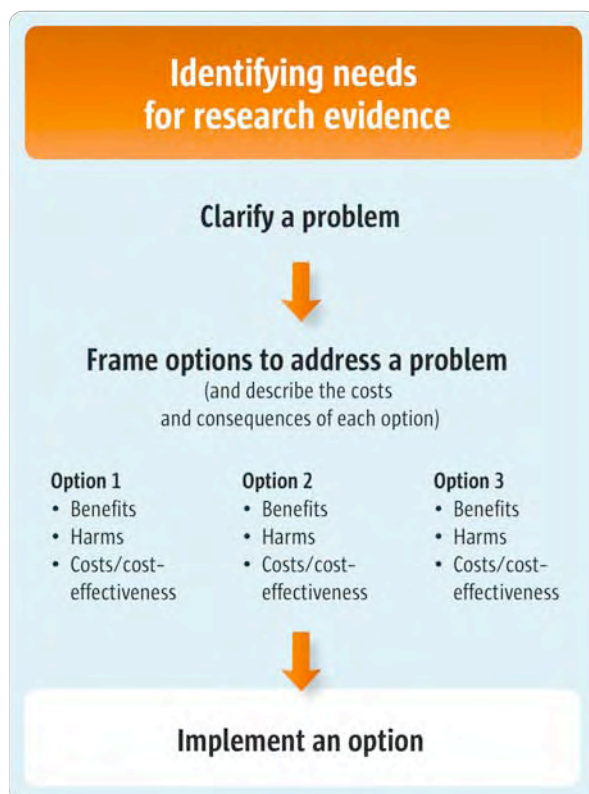 Identifying needs
for research evidence
Clarify a problem
Frame options to address a problem
(and describe the costs
and consequences of each option)
Option 1
• Benefits
• Harms
• Costs/cost–
effectiveness
Option 2
• Benefits
• Harms
• Costs/cost–
effectiveness
Option 3
• Benefits
• Harms
• Costs/cost–
effectiveness
Implement an option